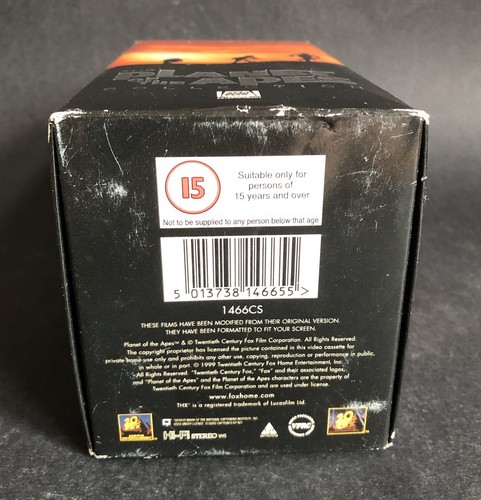 PLANET
OF THE APES
COLLECTION
15
Suitable only for
persons of
15 years and over
Not to be supplied to any person below that age
5 013738 146655 >
1466CS
THESE FILMS HAVE BEEN MODIFIED FROM THEIR ORIGINAL VERSION.
THEY HAVE BEEN FORMATTED TO FIT YOUR SCREEN.
Planet of the Apes™ & © Twentieth Century Fox Film Corporation. All Rights Reserved.
The copyright proprietor has licensed the picture contained in this video cassette for
private home use only and prohibits any other use, copying, reproduction or performance in public,
in whole or in part. © 1999 Twentieth Century Fox Home Entertainment, Inc.
All Rights Reserved. "Twentieth Century Fox," "Fox" and their associated logos,
and "Planet of the Apes" and the Planet of the Apes characters are the property of
Twentieth Century Fox Film Corporation and are used under license.
www.foxhome.com
THX® is a registered trademark of Lucasfilm Ltd.
Hi-Fi STEREO VHS